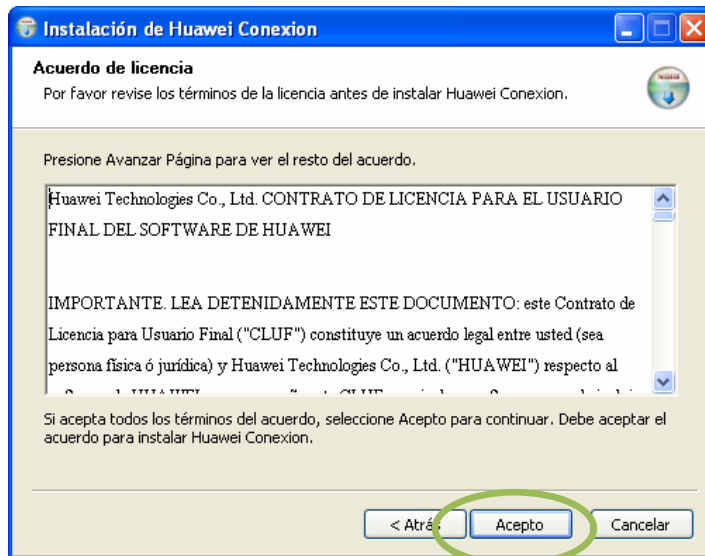 Instalación de Huawei Conexion
Acuerdo de licencia
Por favor revise los términos de la licencia antes de instalar Huawei Conexion.
Presione Avanzar Página para ver el resto del acuerdo.
Huawei Technologies Co., Ltd. CONTRATO DE LICENCIA PARA EL USUARIO
FINAL DEL SOFTWARE DE HUAWEI
IMPORTANTE. LEA DETENIDAMENTE ESTE DOCUMENTO: este Contrato de
Licencia para Usuario Final ("CLUF") constituye un acuerdo legal entre usted (sea
persona física ó jurídica) y Huawei Technologies Co., Ltd. ("HUAWEI") respecto al
Si acepta todos los términos del acuerdo, seleccione Acepto para continuar. Debe aceptar el
acuerdo para instalar Huawei Conexion.
< Atrás
Acepto
Cancelar